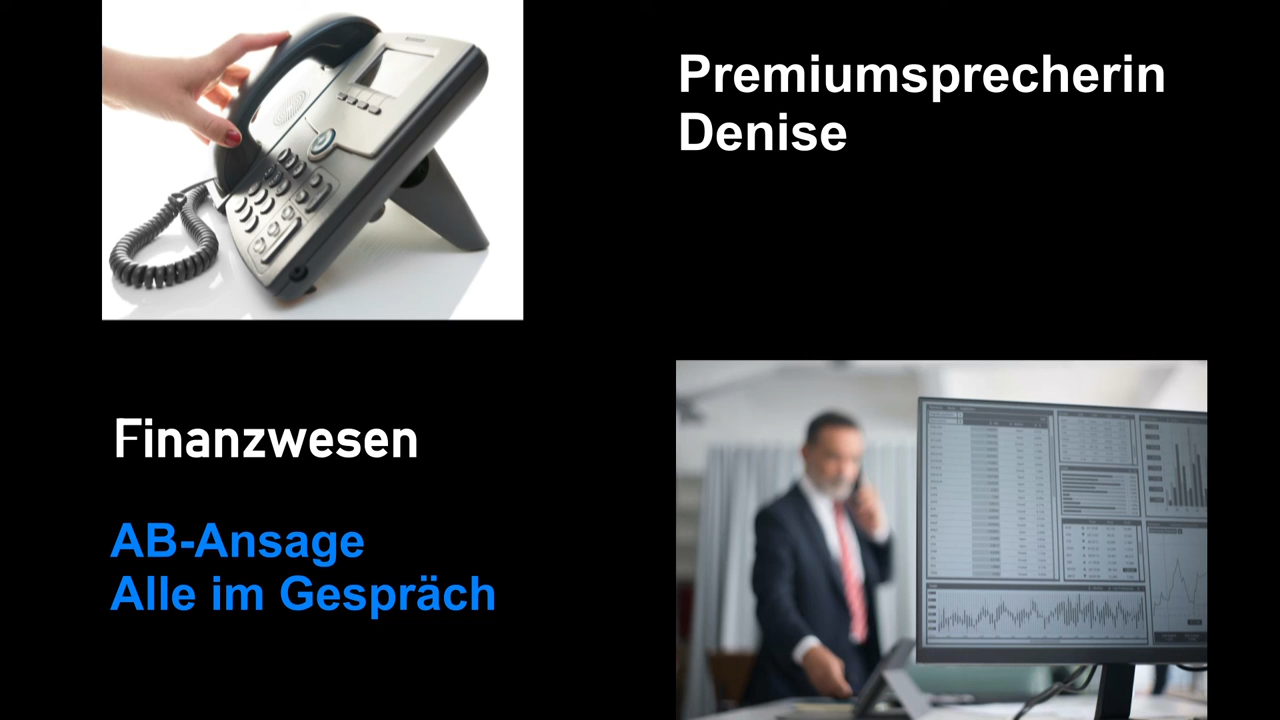 Premiumsprecherin
Denise
Finanzwesen
AB-Ansage
Alle im Gespräch